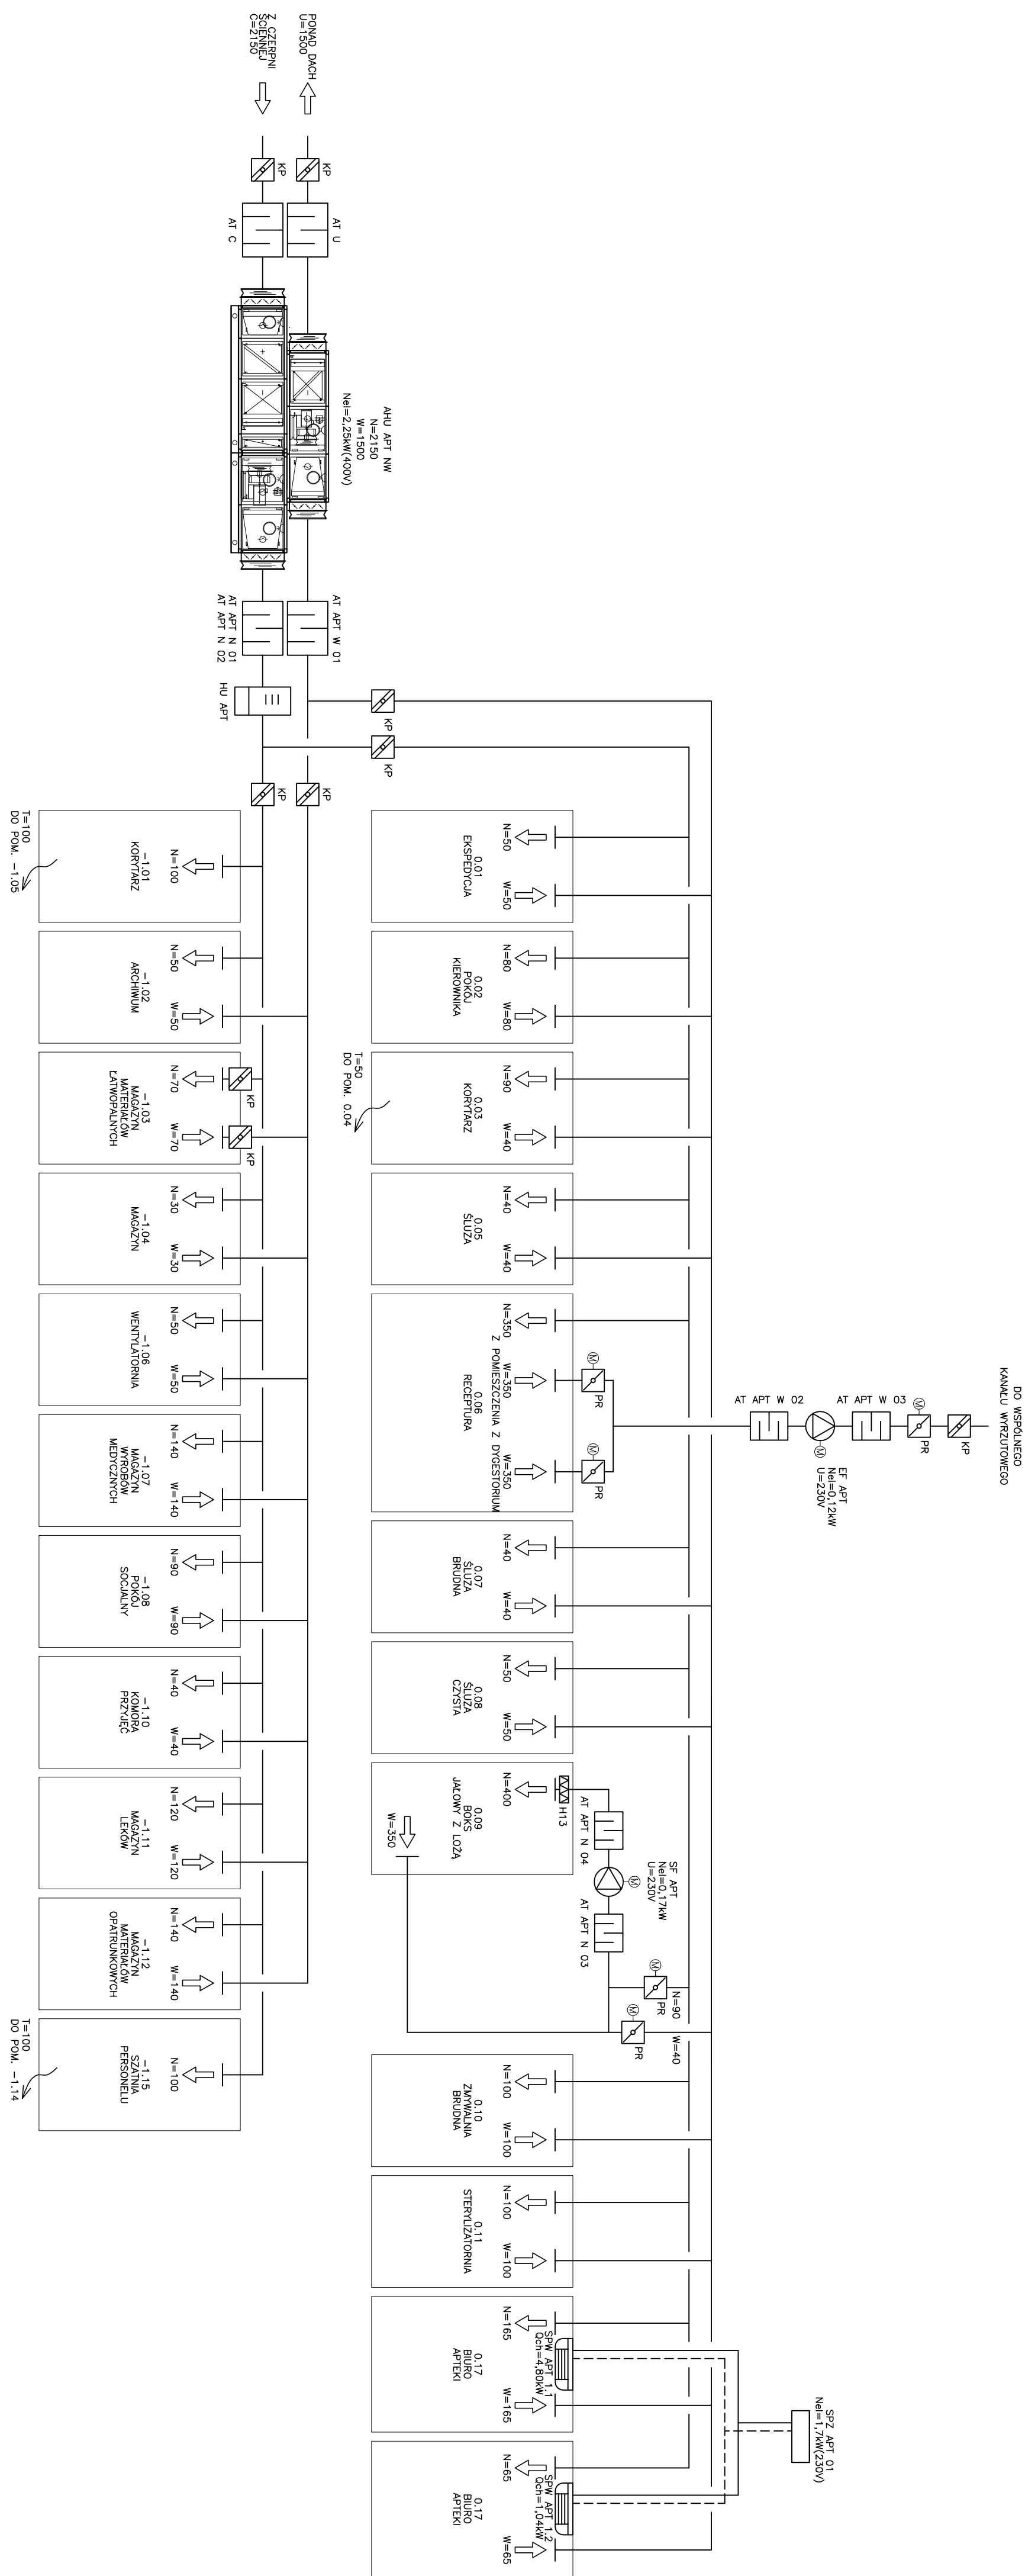 PONAD DACH
U=1500
Z CZERPNI
ŚCIENNEJ
C=2150
KP
KP
AT U
AT C
AHU APT NW
N=2150
W=1500
Nel=2,25kW(400V)
AT APT W 01
AT APT N 01
AT APT N 02
HU APT
KP
KP
KP
KP
DO WSPÓLNEGO
KANAŁU WYRZUTOWEGO
KP
PR
M
AT APT W 03
EF APT
Nel=0,12kW
U=230V
M
AT APT W 02
0.01
EKSPEDYCJA
N=50
W=50
0.02
POKÓJ
KIEROWNIKA
N=80
W=80
0.03
KORYTARZ
N=90
W=40
T=50
DO POM. 0.04
0.05
ŚLUZA
N=40
W=40
M
PR
M
PR
N=350
W=350
W=350
Z POMIESZCZENIA
Z DYGESTORIUM
0.06
RECEPTURA
0.07
ŚLUZA
BRUDNA
N=40
W=40
0.08
ŚLUZA
CZYSTA
N=50
W=50
0.09
BOKS
JAŁOWY Z LOŻĄ
N=400
W=350
H13
AT APT N 04
SF APT
Nel=0,17kW
U=230V
M
AT APT N 03
M
PR
N=90
M
PR
W=40
0.10
ZMYWALNIA
BRUDNA
N=100
W=100
0.11
STERYLIZATORNIA
N=100
W=100
0.17
BIURO
APTEKI
N=165
W=165
SPW APT 1.1
Qch=4,80kW
0.17
BIURO
APTEKI
N=65
W=65
SPW APT 1.2
Qch=1,04kW
SPZ APT 01
Nel=1,7kW(230V)
-1.01
KORYTARZ
N=100
T=100
DO POM. -1.05
-1.02
ARCHIWUM
N=50
W=50
-1.03
MAGAZYN
MATERIAŁÓW
ŁATWOPALNYCH
N=70
W=70
KP
KP
-1.04
MAGAZYN
N=30
W=30
-1.06
WENTYLATORNIA
N=50
W=50
-1.07
MAGAZYN
WYROBÓW
MEDYCZNYCH
N=140
W=140
-1.08
POKÓJ
SOCJALNY
N=90
W=90
-1.10
KOMORA
PRZYJĘĆ
N=40
W=40
-1.11
MAGAZYN
LEKÓW
N=120
W=120
-1.12
MAGAZYN
MATERIAŁÓW
OPATRUNKOWYCH
N=140
W=140
-1.15
SZATNIA
PERSONELU
N=100
T=100
DO POM. -1.14